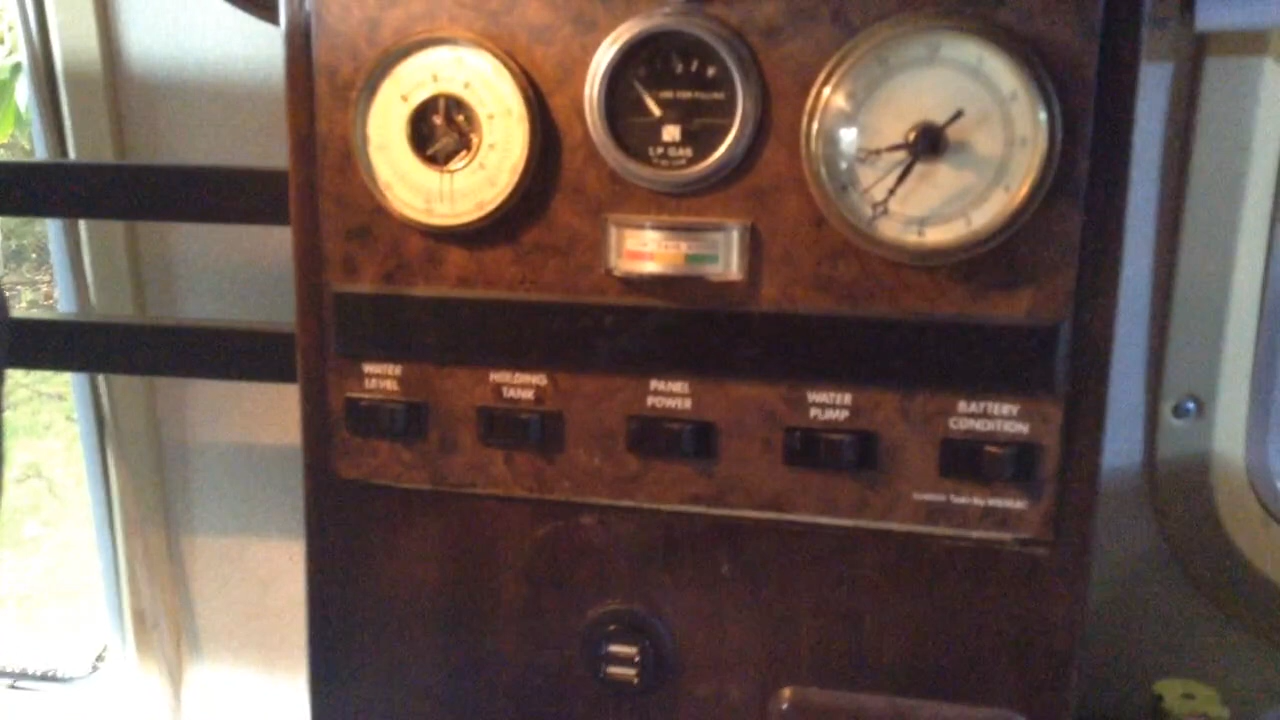 LP GAS
WATER
LEVEL
HOLDING
TANK
PANEL
POWER
WATER
PUMP
BATTERY
CONDITION